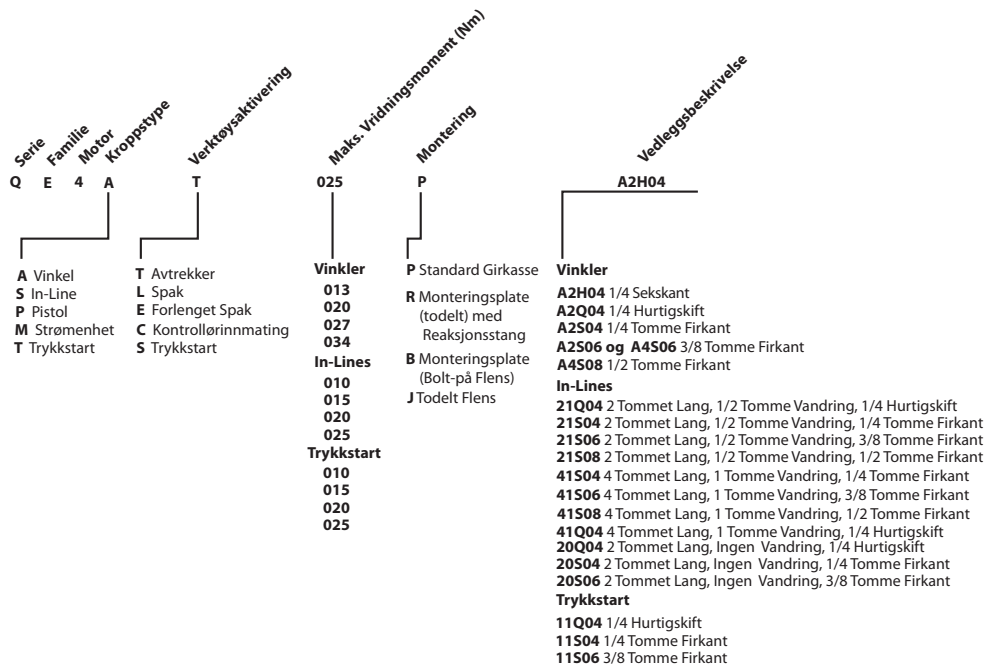 Serie
Familie
Motor
Kroppstype
Verktøysaktivering
Maks. Vridningsmoment (Nm)
Montering
Vedleggsbeskrivelse
Q E 4 A T 025 P A2H04
A Vinkel
S In-Line
P Pistol
M Strømenhet
T Trykkstart
T Avtrekker
L Spak
E Forlenget Spak
C Kontrollørinnmating
S Trykkstart
Vinkler
013
020
027
034
In-Lines
010
015
020
025
Trykkstart
010
015
020
025
P Standard Girkasse
R Monteringsplate
(todelt) med
Reaksjonsstang
B Monteringsplate
(Bolt-på Flens)
J Todelt Flens
Vinkler
A2H04 1/4 Sekskant
A2Q04 1/4 Hurtigskift
A2S04 1/4 Tomme Firkant
A2S06 og A4S06 3/8 Tomme Firkant
A4S08 1/2 Tomme Firkant
In-Lines
21Q04 2 Tommet Lang, 1/2 Tomme Vandring, 1/4 Hurtigskift
21S04 2 Tommet Lang, 1/2 Tomme Vandring, 1/4 Tomme Firkant
21S06 2 Tommet Lang, 1/2 Tomme Vandring, 3/8 Tomme Firkant
21S08 2 Tommet Lang, 1/2 Tomme Vandring, 1/2 Tomme Firkant
41S04 4 Tommet Lang, 1 Tomme Vandring, 1/4 Tomme Firkant
41S06 4 Tommet Lang, 1 Tomme Vandring, 3/8 Tomme Firkant
41S08 4 Tommet Lang, 1 Tomme Vandring, 1/2 Tomme Firkant
41Q04 4 Tommet Lang, 1 Tomme Vandring, 1/4 Hurtigskift
20Q04 2 Tommet Lang, Ingen Vandring, 1/4 Hurtigskift
20S04 2 Tommet Lang, Ingen Vandring, 1/4 Tomme Firkant
20S06 2 Tommet Lang, Ingen Vandring, 3/8 Tomme Firkant
Trykkstart
11Q04 1/4 Hurtigskift
11S04 1/4 Tomme Firkant
11S06 3/8 Tomme Firkant